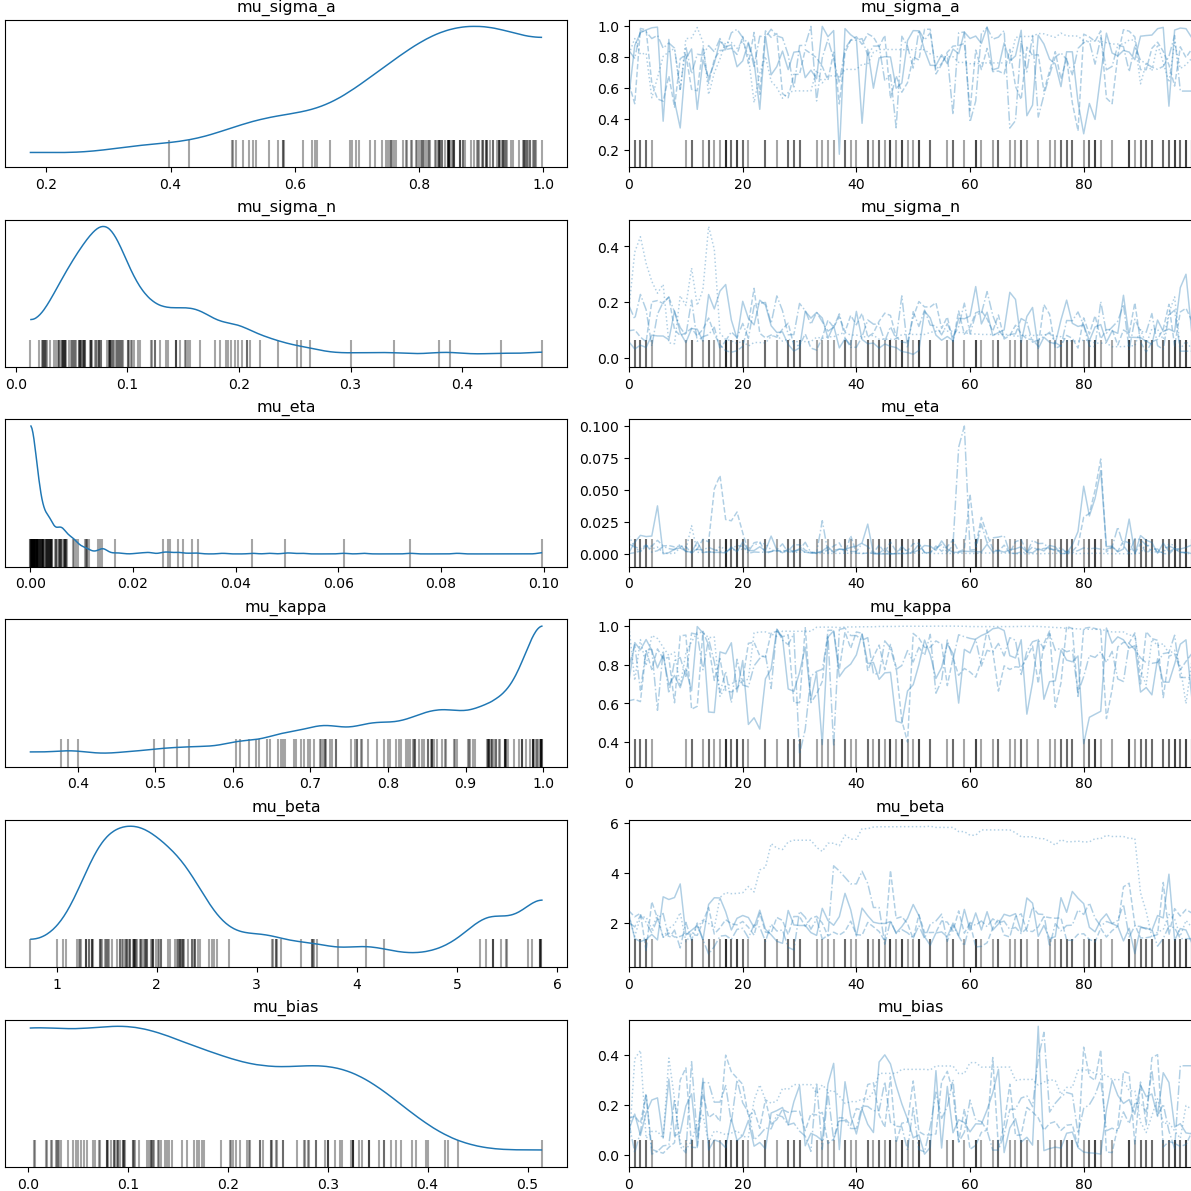 mu_sigma_a mu_sigma_a
1.0
0.8
0.6
0.4
0.2
0.2 0.4 0.6 0.8 1.0 0 20 40 60 80
mu_sigma_n mu_sigma_n
0.4
0.2
0.0
0.0 0.1 0.2 0.3 0.4 0 20 40 60 80
mu_eta mu_eta
0.100
0.075
0.050
0.025
0.000
0.00 0.02 0.04 0.06 0.08 0.10 0 20 40 60 80
mu_kappa mu_kappa
1.0
0.8
0.6
0.4
0.4 0.5 0.6 0.7 0.8 0.9 1.0 0 20 40 60 80
mu_beta mu_beta
6
4
2
1 2 3 4 5 6 0 20 40 60 80
mu_bias mu_bias
0.4
0.2
0.0
0.0 0.1 0.2 0.3 0.4 0.5 0 20 40 60 80